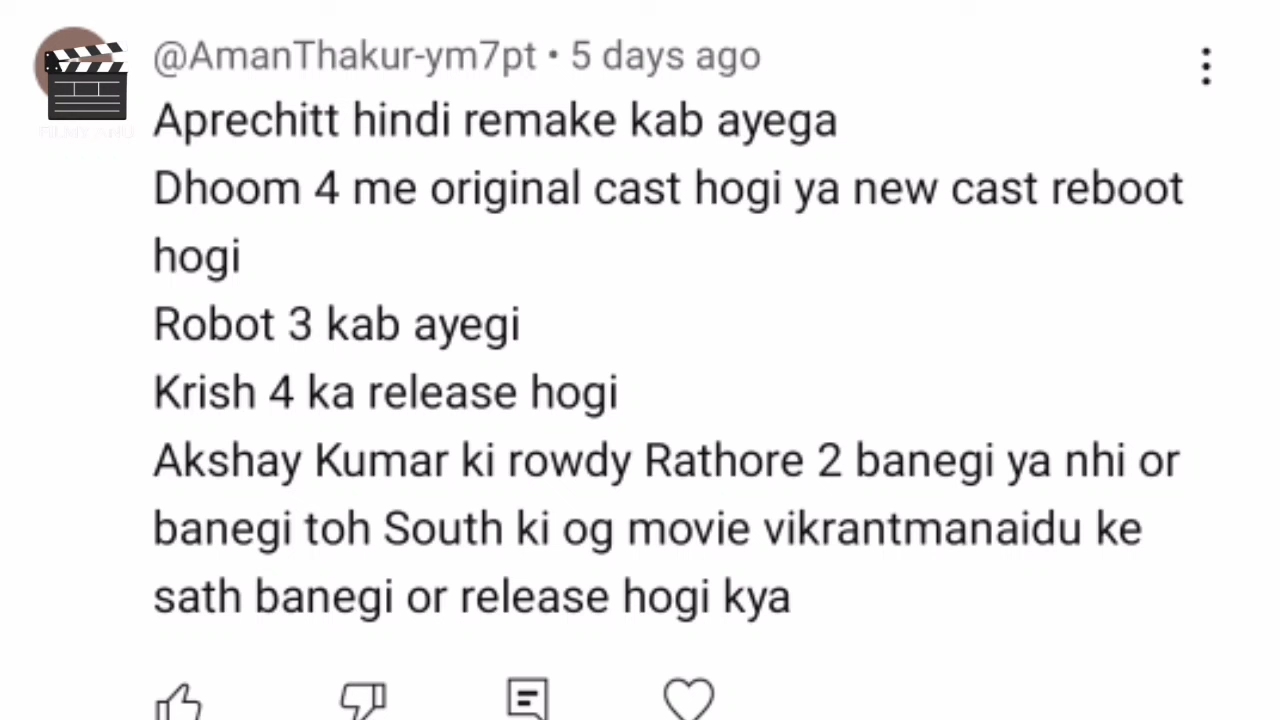 @AmanThakur-ym7pt • 5 days ago
Aprechitt hindi remake kab ayega
Dhoom 4 me original cast hogi ya new cast reboot
hogi
Robot 3 kab ayegi
Krish 4 ka release hogi
Akshay Kumar ki rowdy Rathore 2 banegi ya nhi or
banegi toh South ki og movie vikrantmanaidu ke
sath banegi or release hogi kya